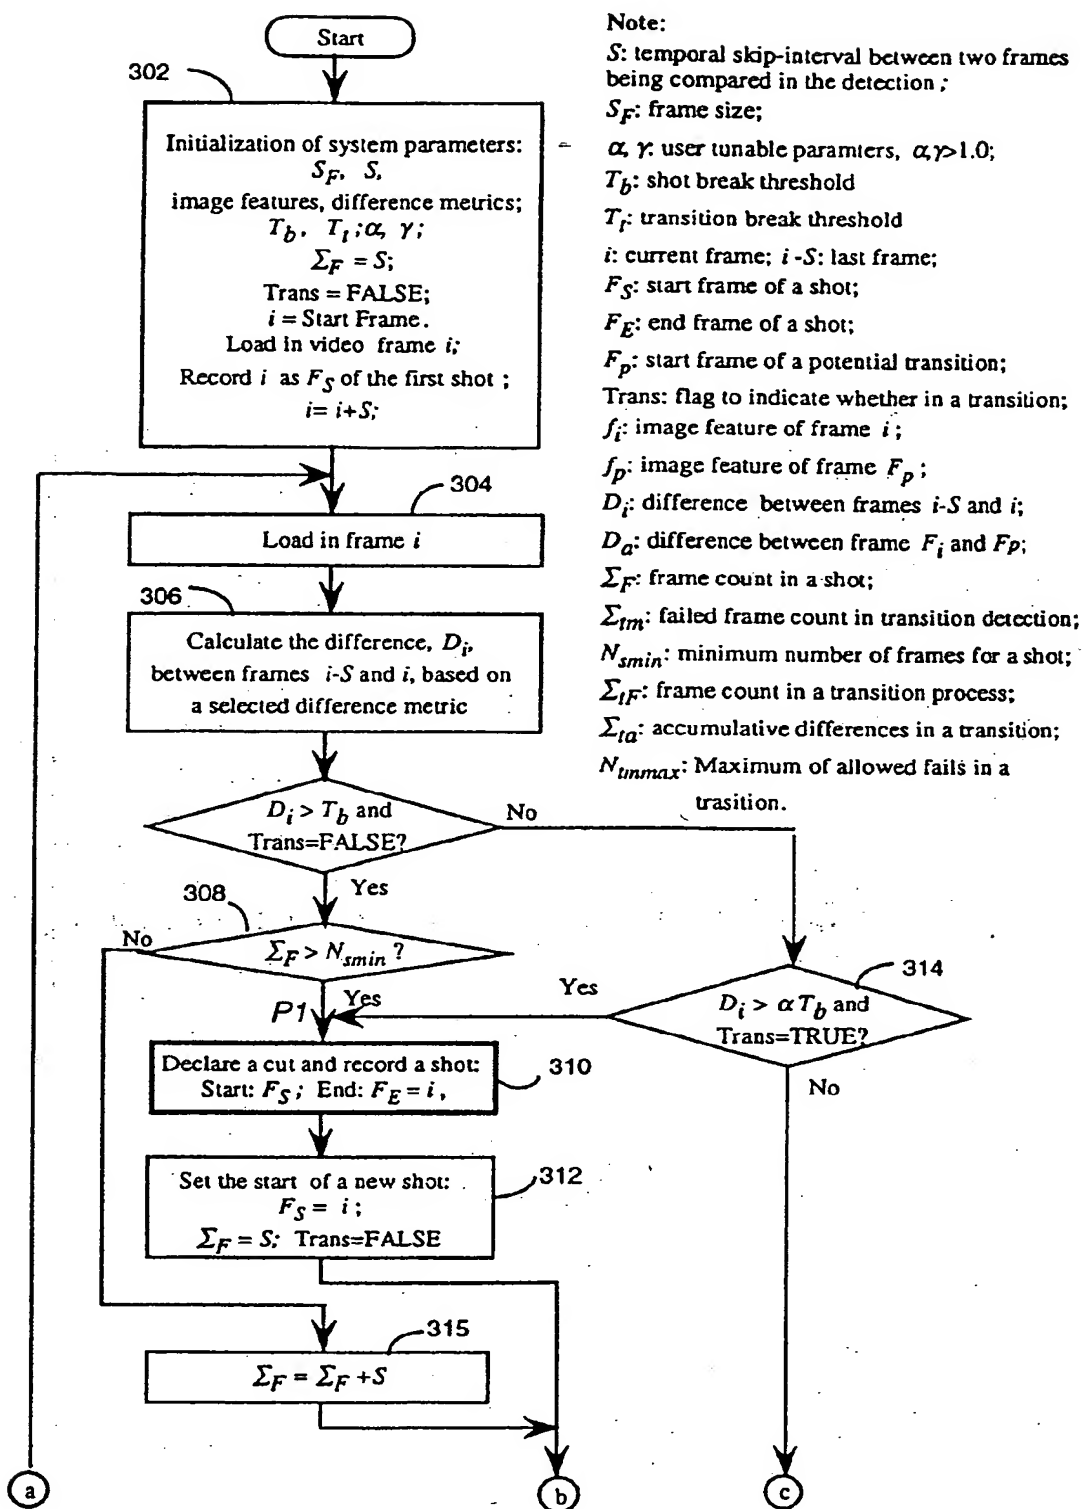 Start
302
Initialization of system parameters:
S_F, S,
image features, difference metrics;
T_b, T_t; α, γ;
Σ_F = S;
Trans = FALSE;
i = Start Frame.
Load in video frame i;
Record i as F_S of the first shot ;
i= i+S;
304
Load in frame i
306
Calculate the difference, D_i,
between frames i-S and i, based on
a selected difference metric
D_i > T_b and
Trans=FALSE?
No
Yes
308
No
Σ_F > N_smin ?
Yes
P1
Yes
314
D_i > α T_b and
Trans=TRUE?
No
Declare a cut and record a shot:
Start: F_S; End: F_E = i,
310
Set the start of a new shot:
F_S = i ;
Σ_F = S; Trans=FALSE
312
315
Σ_F = Σ_F +S
a
b
c
Note:
S: temporal skip-interval between two frames
being compared in the detection ;
S_F: frame size;
α, γ: user tunable paramters, α,γ>1.0;
T_b: shot break threshold
T_t: transition break threshold
i: current frame; i -S: last frame;
F_S: start frame of a shot;
F_E: end frame of a shot;
F_p: start frame of a potential transition;
Trans: flag to indicate whether in a transition;
f_i: image feature of frame i ;
f_p: image feature of frame F_p ;
D_i: difference between frames i-S and i;
D_a: difference between frame F_i and Fp;
Σ_F: frame count in a shot;
Σ_tm: failed frame count in transition detection;
N_smin: minimum number of frames for a shot;
Σ_tF: frame count in a transition process;
Σ_ta: accumulative differences in a transition;
N_tmmax: Maximum of allowed fails in a
trasition.